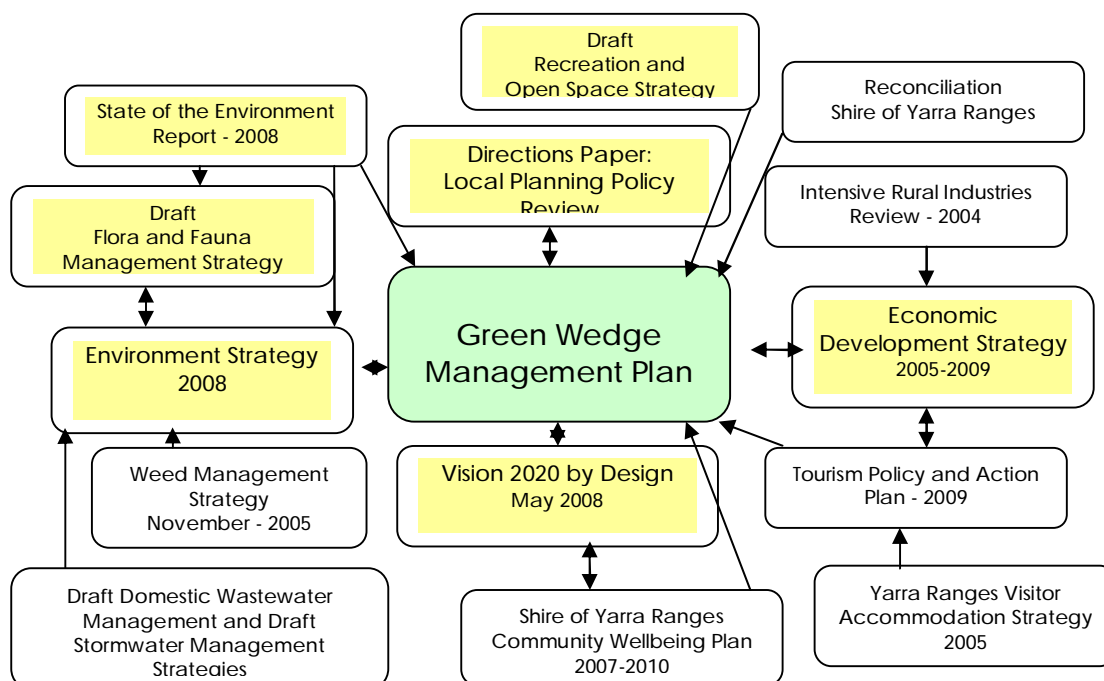 Draft
Recreation and
Open Space Strategy
State of the Environment
Report - 2008
Reconciliation
Shire of Yarra Ranges
Directions Paper:
Local Planning Policy
Review
Intensive Rural Industries
Review - 2004
Draft
Flora and Fauna
Management Strategy
Green Wedge
Management Plan
Economic
Development Strategy
2005-2009
Environment Strategy
2008
Weed Management
Strategy
November - 2005
Vision 2020 by Design
May 2008
Tourism Policy and Action
Plan - 2009
Draft Domestic Wastewater
Management and Draft
Stormwater Management
Strategies
Shire of Yarra Ranges
Community Wellbeing Plan
2007-2010
Yarra Ranges Visitor
Accommodation Strategy
2005